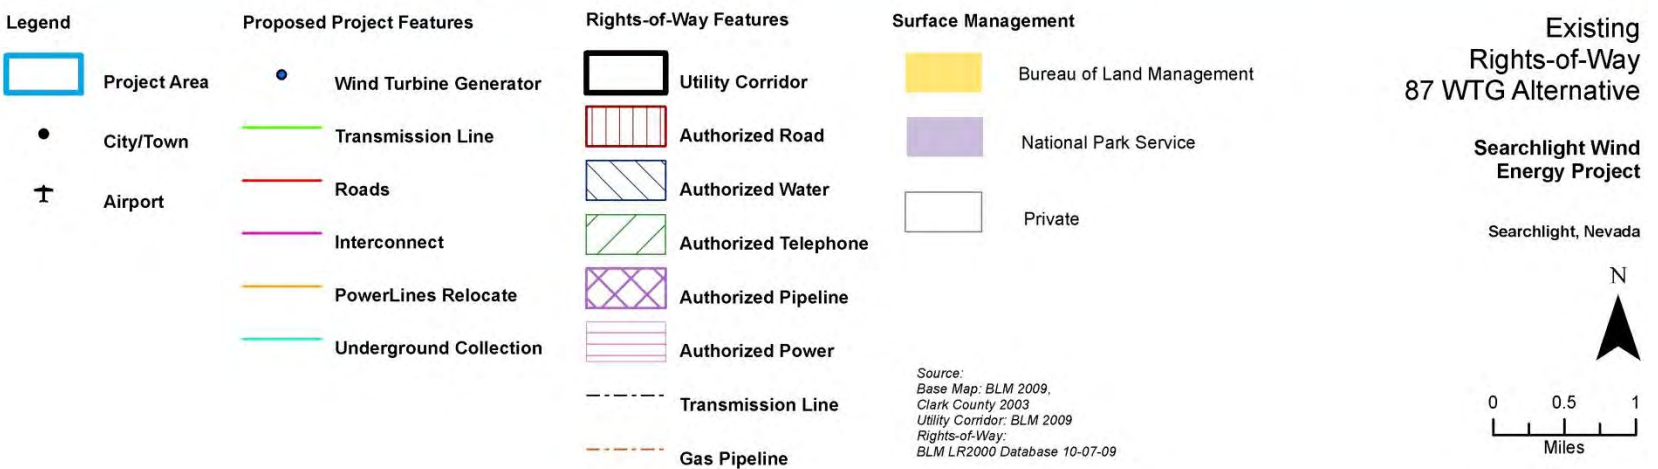 Legend
Project Area
City/Town
Airport
Proposed Project Features
Wind Turbine Generator
Transmission Line
Roads
Interconnect
PowerLines Relocate
Underground Collection
Rights-of-Way Features
Utility Corridor
Authorized Road
Authorized Water
Authorized Telephone
Authorized Pipeline
Authorized Power
Transmission Line
Gas Pipeline
Surface Management
Bureau of Land Management
National Park Service
Private
Source:
Base Map: BLM 2009,
Clark County 2003
Utility Corridor: BLM 2009
Rights-of-Way:
BLM LR2000 Database 10-07-09
Existing
Rights-of-Way
87 WTG Alternative
Searchlight Wind
Energy Project
Searchlight, Nevada
N
0 0.5 1
Miles